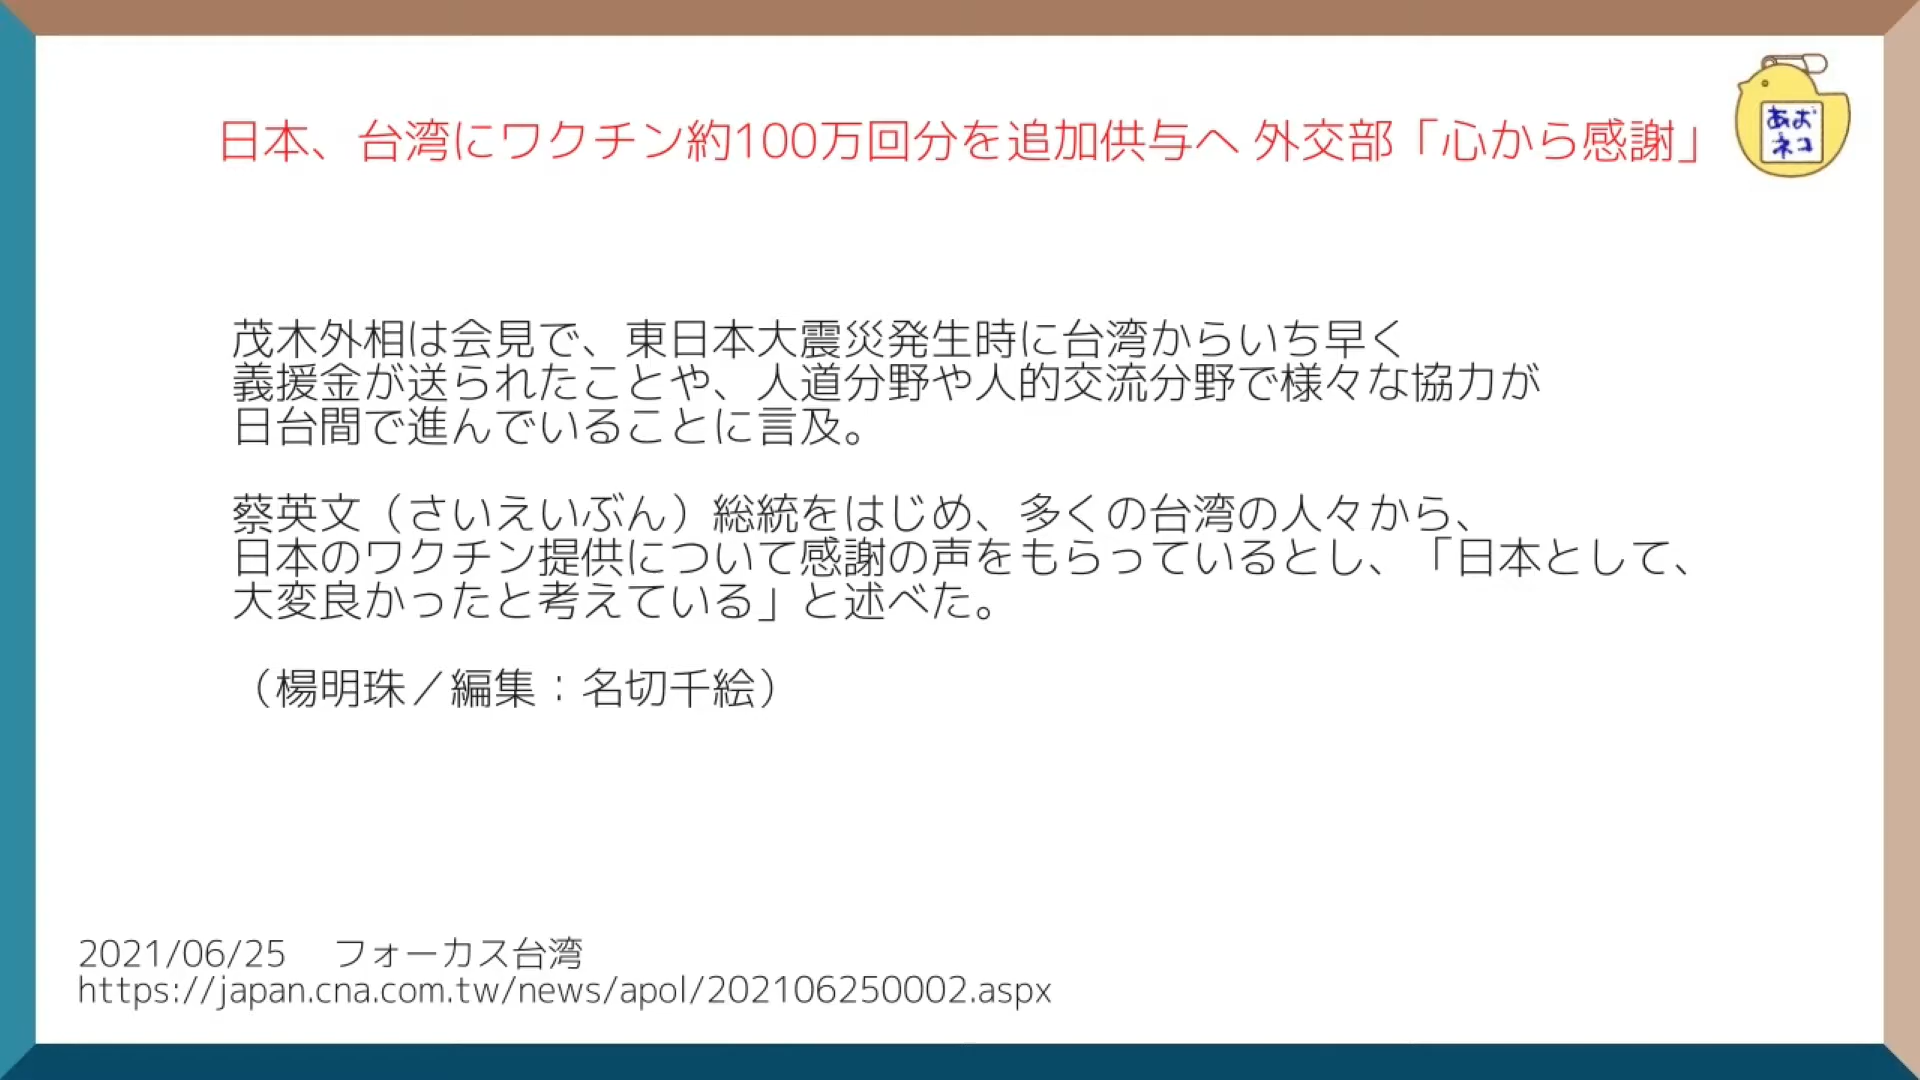 日本、台湾にワクチン約100万回分を追加供与へ 外交部「心から感謝」
あお
ネコ
茂木外相は会見で、東日本大震災発生時に台湾からいち早く
義援金が送られたことや、人道分野や人的交流分野で様々な協力が
日台間で進んでいることに言及。
蔡英文（さいえいぶん）総統をはじめ、多くの台湾の人々から、
日本のワクチン提供について感謝の声をもらっているとし、「日本として、
大変良かったと考えている」と述べた。
（楊明珠／編集：名切千絵）
2021/06/25　フォーカス台湾
https://japan.cna.com.tw/news/apol/202106250002.aspx